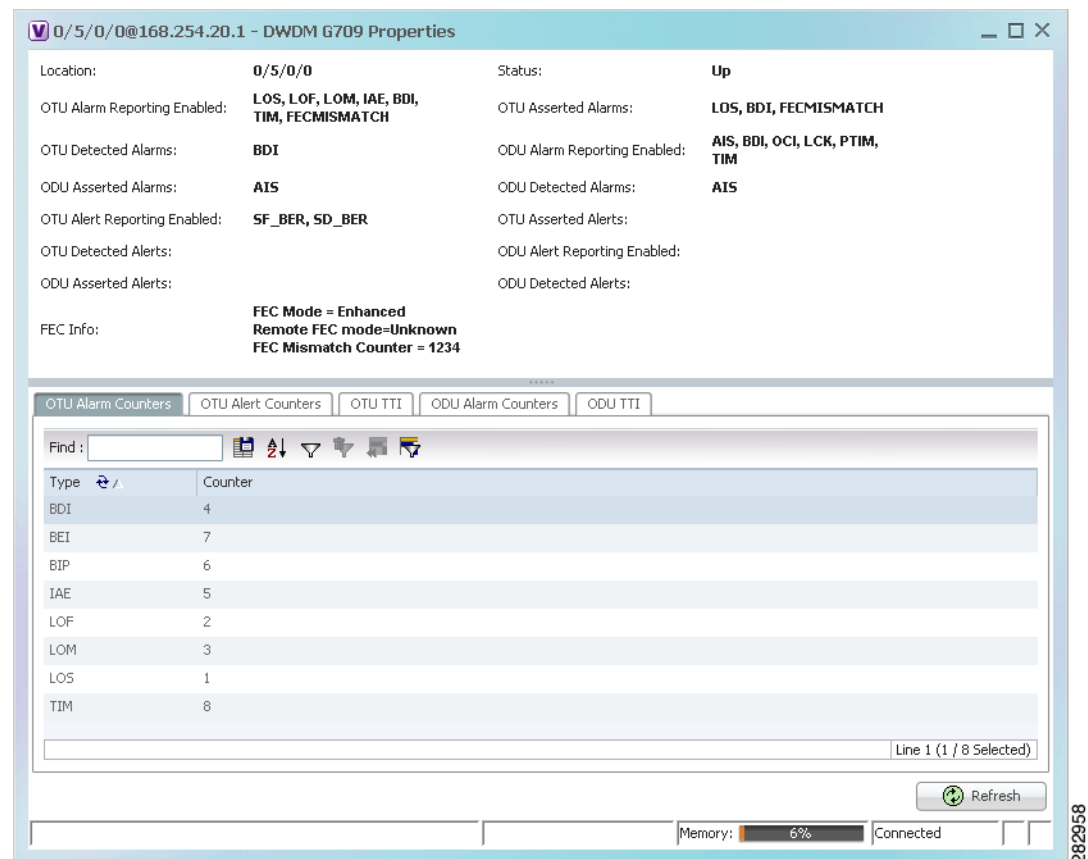 0/5/0/0@168.254.20.1 - DWDM G709 Properties
Location: 0/5/0/0 Status: Up
OTU Alarm Reporting Enabled: LOS, LOF, LOM, IAE, BDI, TIM, FECMISMATCH OTU Asserted Alarms: LOS, BDI, FECMISMATCH
OTU Detected Alarms: BDI ODU Alarm Reporting Enabled: AIS, BDI, OCI, LCK, PTIM, TIM
ODU Asserted Alarms: AIS ODU Detected Alarms: AIS
OTU Alert Reporting Enabled: SF_BER, SD_BER OTU Asserted Alerts:
OTU Detected Alerts: ODU Alert Reporting Enabled:
ODU Asserted Alerts: ODU Detected Alerts:
FEC Info: FEC Mode = Enhanced
Remote FEC mode=Unknown
FEC Mismatch Counter = 1234
OTU Alarm Counters OTU Alert Counters OTU TTI ODU Alarm Counters ODU TTI
Find :
Type Counter
BDI 4
BEI 7
BIP 6
IAE 5
LOF 2
LOM 3
LOS 1
TIM 8
Line 1 (1 / 8 Selected)
Refresh
Memory: 6% Connected
282958